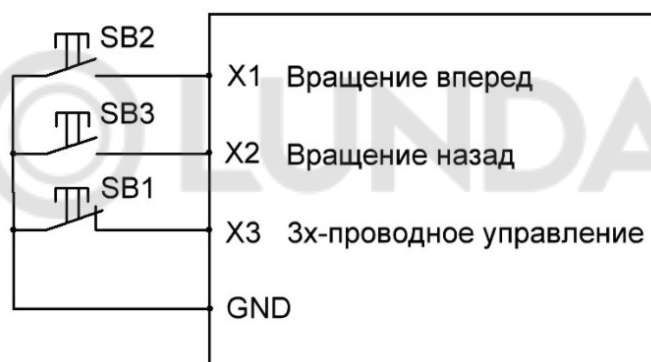 SB2
X1 Вращение вперед
SB3
X2 Вращение назад
SB1
X3 3х-проводное управление
GND
LUNDA